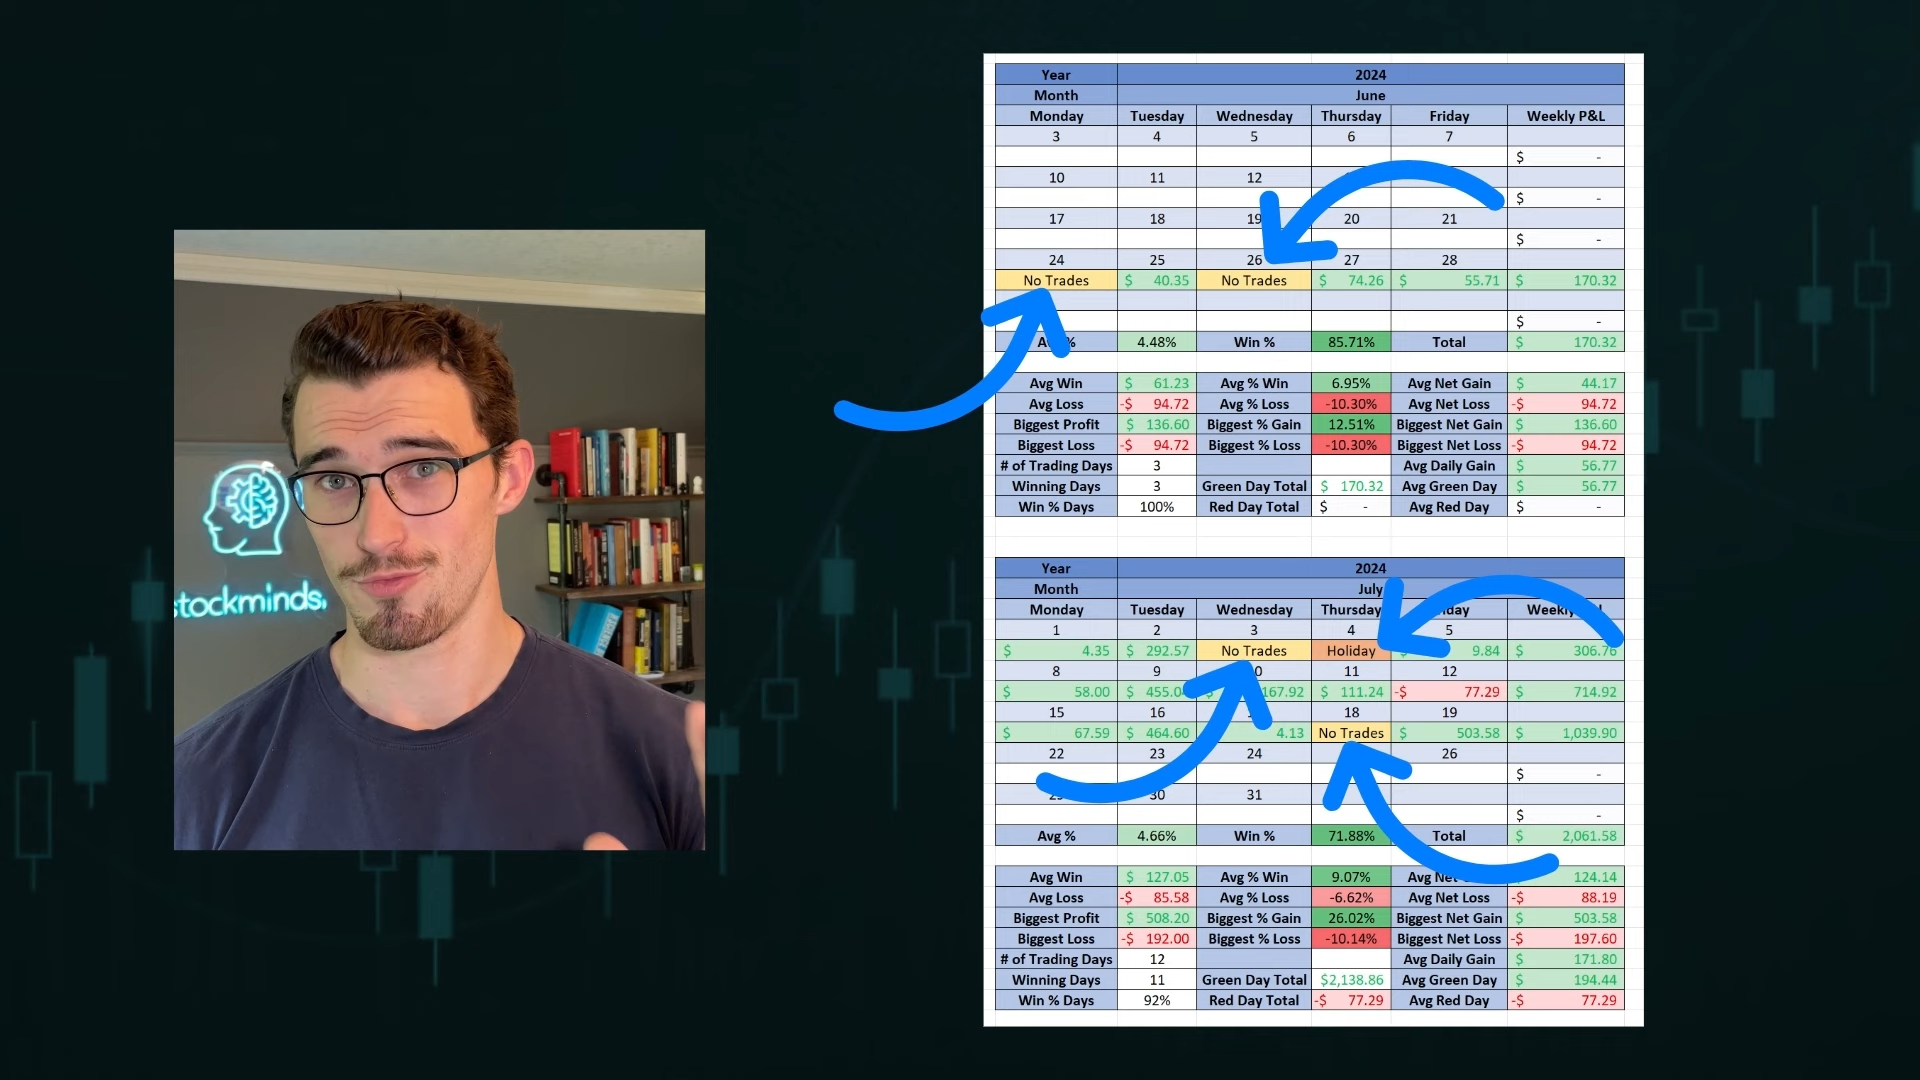 stockminds.
Year 2024
Month June
Monday Tuesday Wednesday Thursday Friday Weekly P&L
3 4 5 6 7
$ -
10 11 12
$ -
17 18 19 20 21
$ -
24 25 26 27 28
No Trades $ 40.35 No Trades $ 74.26 $ 55.71 $ 170.32
$ -
% 4.48% Win % 85.71% Total $ 170.32
Avg Win $ 61.23 Avg % Win 6.95% Avg Net Gain $ 44.17
Avg Loss -$ 94.72 Avg % Loss -10.30% Avg Net Loss -$ 94.72
Biggest Profit $ 136.60 Biggest % Gain 12.51% Biggest Net Gain $ 136.60
Biggest Loss -$ 94.72 Biggest % Loss -10.30% Biggest Net Loss -$ 94.72
# of Trading Days 3 Avg Daily Gain $ 56.77
Winning Days 3 Green Day Total $ 170.32 Avg Green Day $ 56.77
Win % Days 100% Red Day Total $ - Avg Red Day $ -
Year 2024
Month July
Monday Tuesday Wednesday Thursday Weekly
1 2 3 4 5
$ 4.35 $ 292.57 No Trades Holiday 9.84 $ 306.76
8 9 11 12
$ 58.00 $ 167.92 $ 111.24 -$ 77.29 $ 714.92
15 16 18 19
$ 67.59 $ 464.60 4.13 No Trades $ 503.58 $ 1,039.90
22 23 24 26
$ -
30 31
$ -
Avg % 4.66% Win % 71.88% Total $ 2,061.58
Avg Win $ 127.05 Avg % Win 9.07% Avg $ 124.14
Avg Loss -$ 85.58 Avg % Loss -6.62% Avg Net Loss -$ 88.19
Biggest Profit $ 508.20 Biggest % Gain 26.02% Biggest Net Gain $ 503.58
Biggest Loss -$ 192.00 Biggest % Loss -10.14% Biggest Net Loss -$ 197.60
# of Trading Days 12 Avg Daily Gain $ 171.80
Winning Days 11 Green Day Total $2,138.86 Avg Green Day $ 194.44
Win % Days 92% Red Day Total -$ 77.29 Avg Red Day -$ 77.29